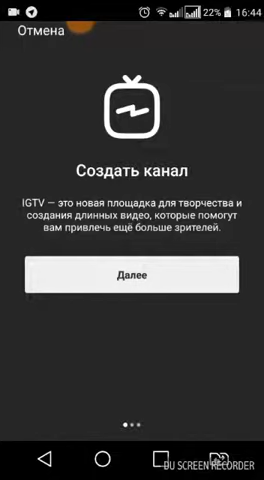 22% 16:44
Отмена
Создать канал
IGTV — это новая площадка для творчества и
создания длинных видео, которые помогут
вам привлечь ещё больше зрителей.
Далее
DU SCREEN RECORDER